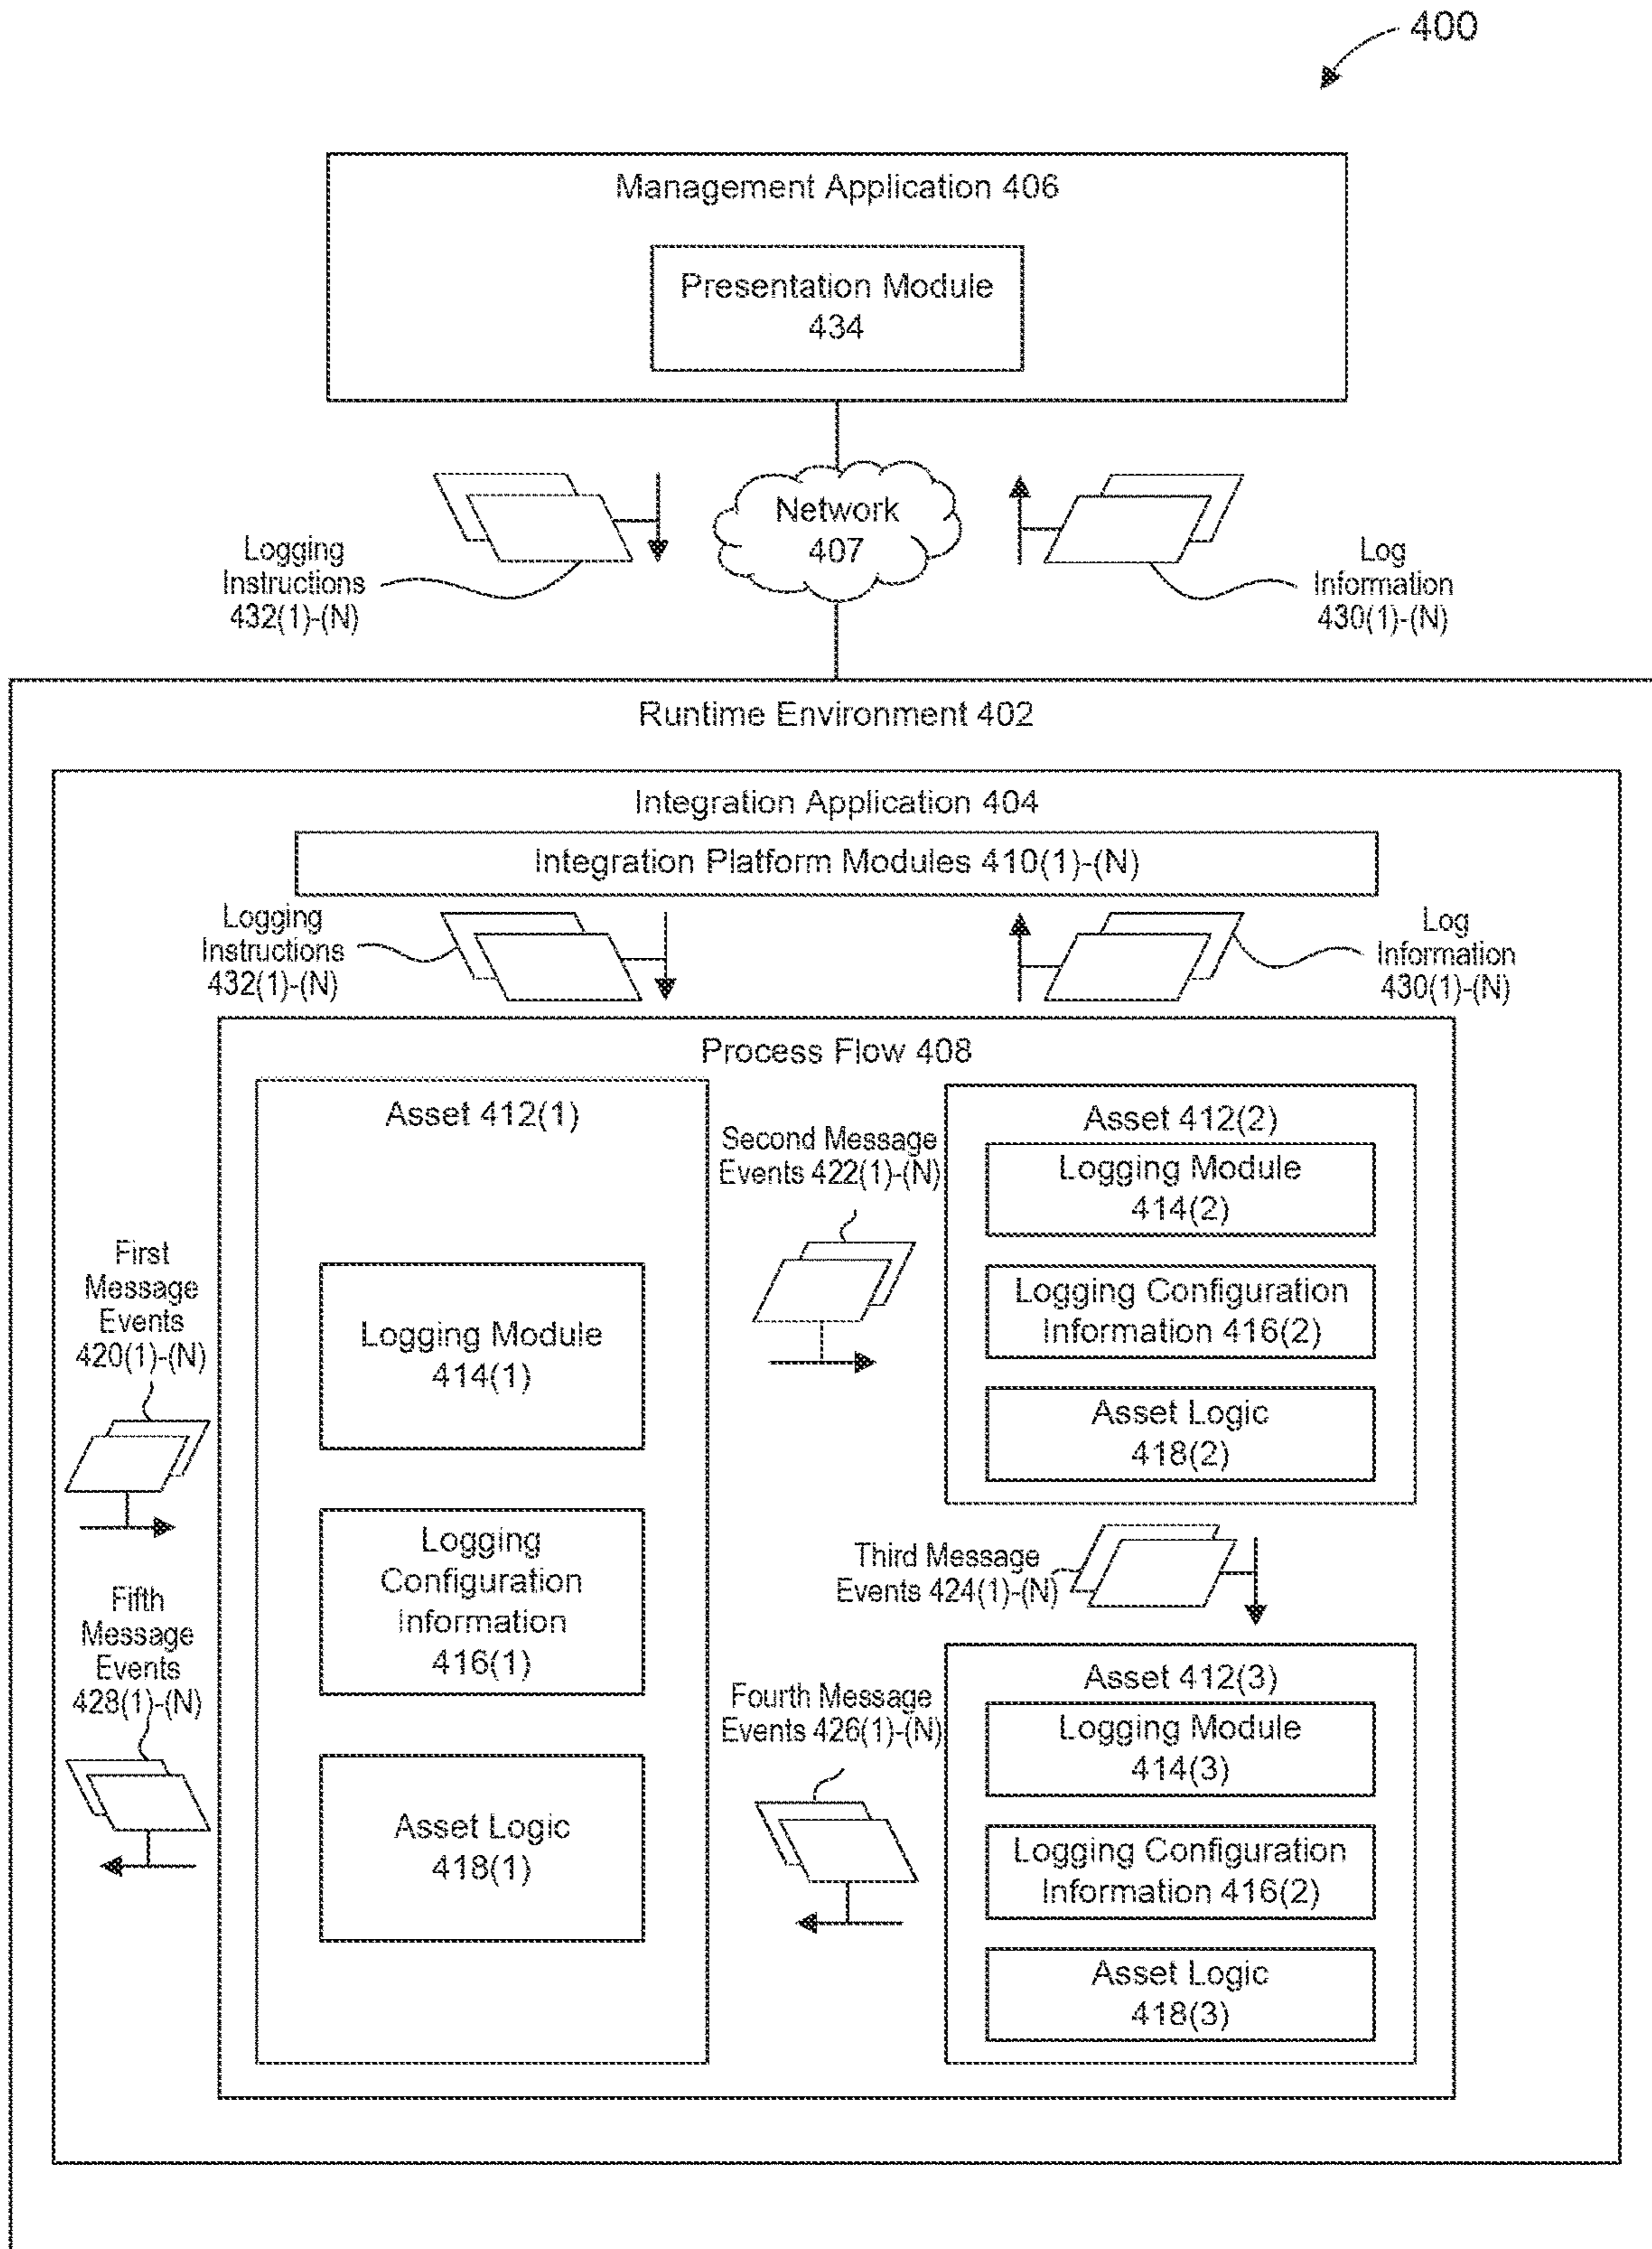 400
Management Application 406
Presentation Module
434
Network
407
Logging
Instructions
432(1)-(N)
Log
Information
430(1)-(N)
Runtime Environment 402
Integration Application 404
Integration Platform Modules 410(1)-(N)
Logging
Instructions
432(1)-(N)
Log
Information
430(1)-(N)
Process Flow 408
Asset 412(1)
Logging Module
414(1)
Logging
Configuration
Information
416(1)
Asset Logic
418(1)
First
Message
Events
420(1)-(N)
Fifth
Message
Events
428(1)-(N)
Second Message
Events 422(1)-(N)
Asset 412(2)
Logging Module
414(2)
Logging Configuration
Information 416(2)
Asset Logic
418(2)
Third Message
Events 424(1)-(N)
Fourth Message
Events 426(1)-(N)
Asset 412(3)
Logging Module
414(3)
Logging Configuration
Information 416(2)
Asset Logic
418(3)